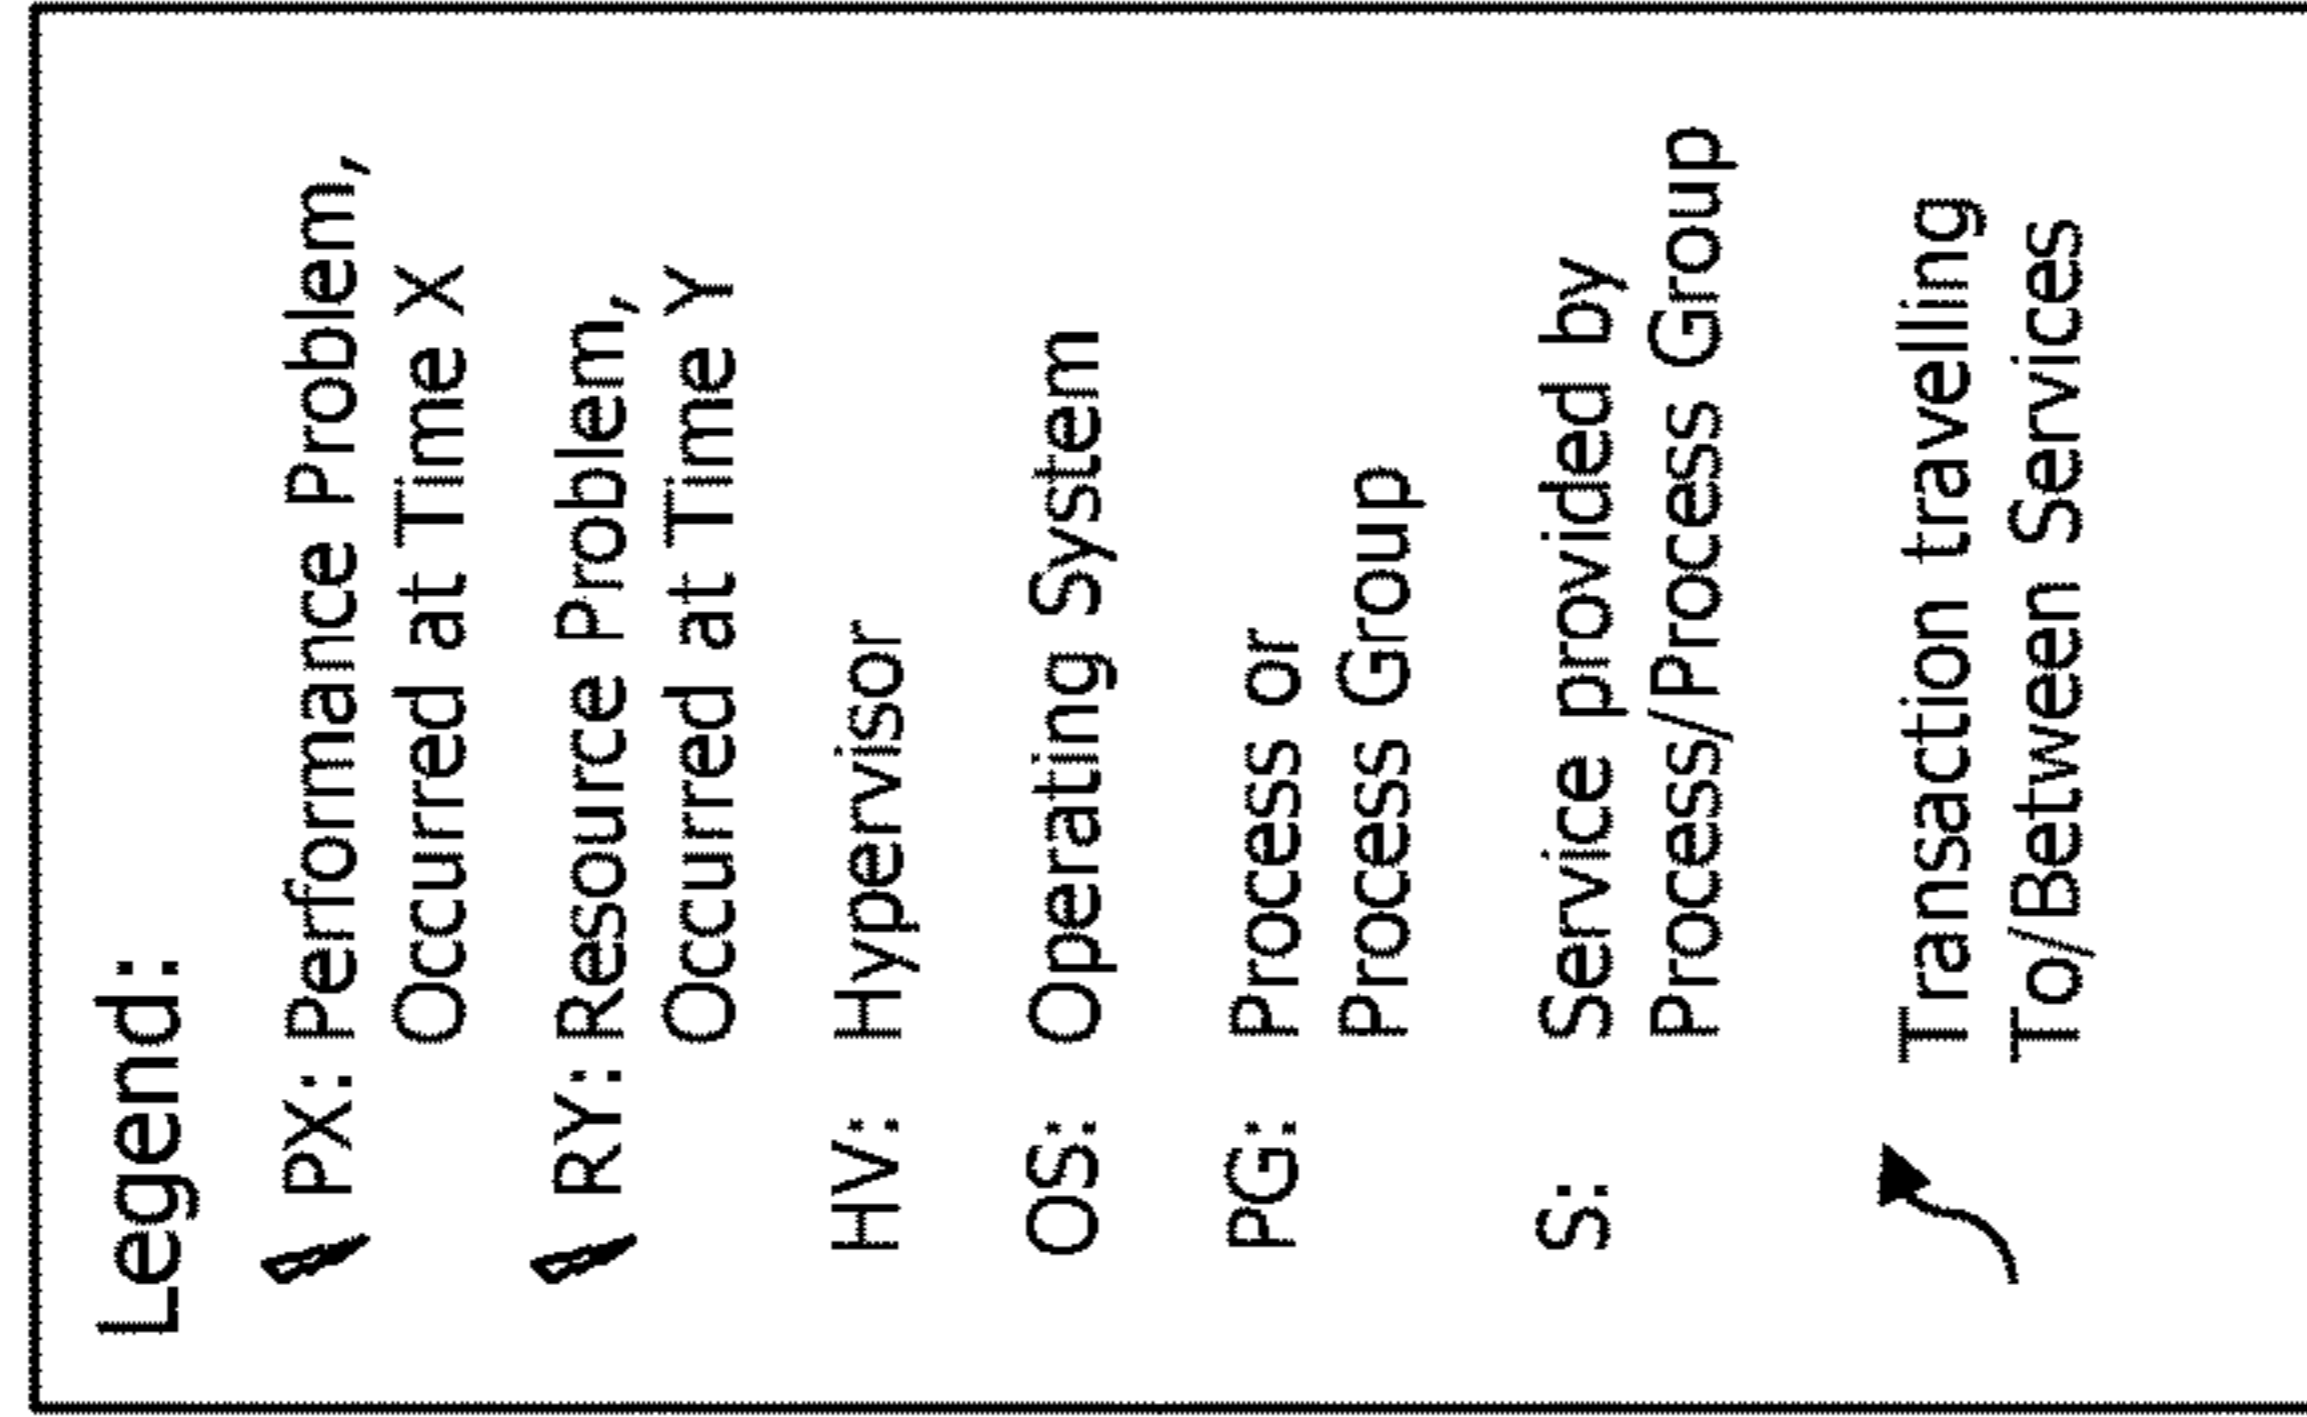 Legend:
PX: Performance Problem,
Occurred at Time X
RY: Resource Problem,
Occurred at Time Y
HV: Hypervisor
OS: Operating System
PG: Process or
Process Group
S: Service provided by
Process/Process Group
Transaction travelling
To/Between Services